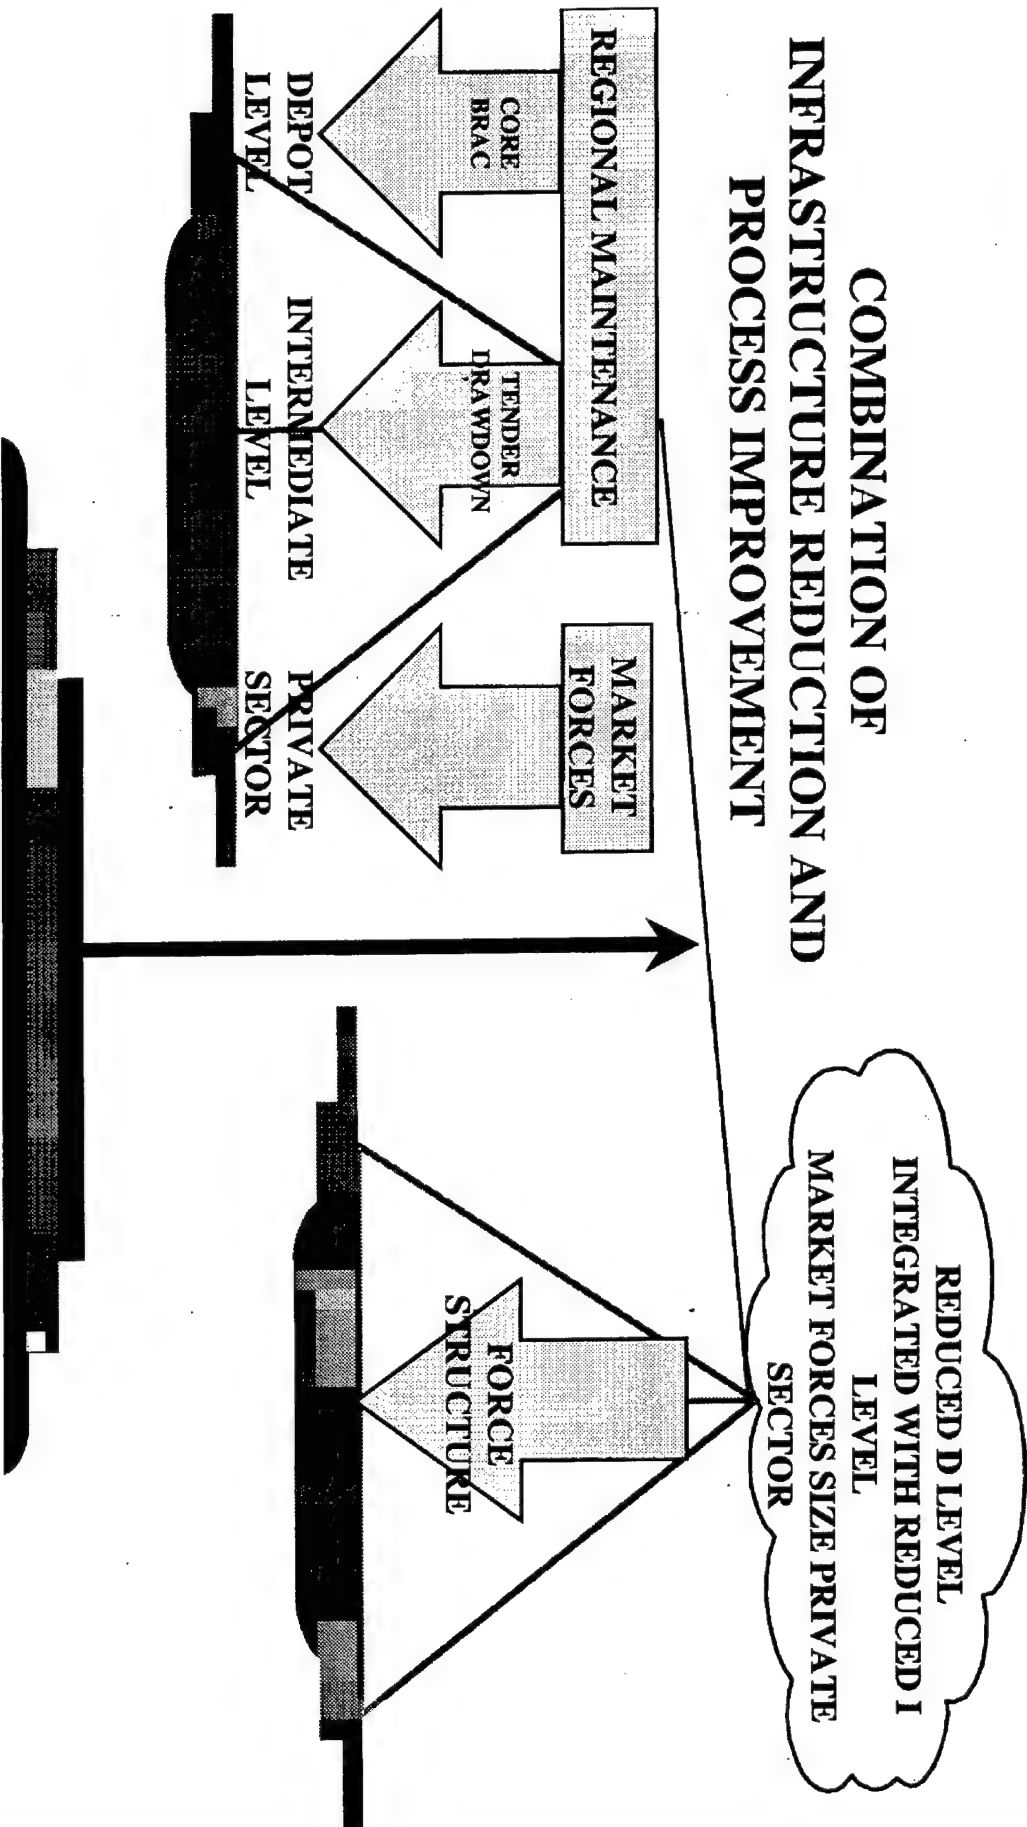 COMBINATION OF
INFRASTRUCTURE REDUCTION AND
PROCESS IMPROVEMENT
REDUCED D LEVEL
INTEGRATED WITH REDUCED I
LEVEL
MARKET FORCES SIZE PRIVATE
SECTOR
REGIONAL MAINTENANCE
MARKET
FORCES
CORE
BRAC
TENDER
DRAWDOWN
FORCE
STRUCTURE
DEPOT
LEVEL
INTERMEDIATE
LEVEL
PRIVATE
SECTOR